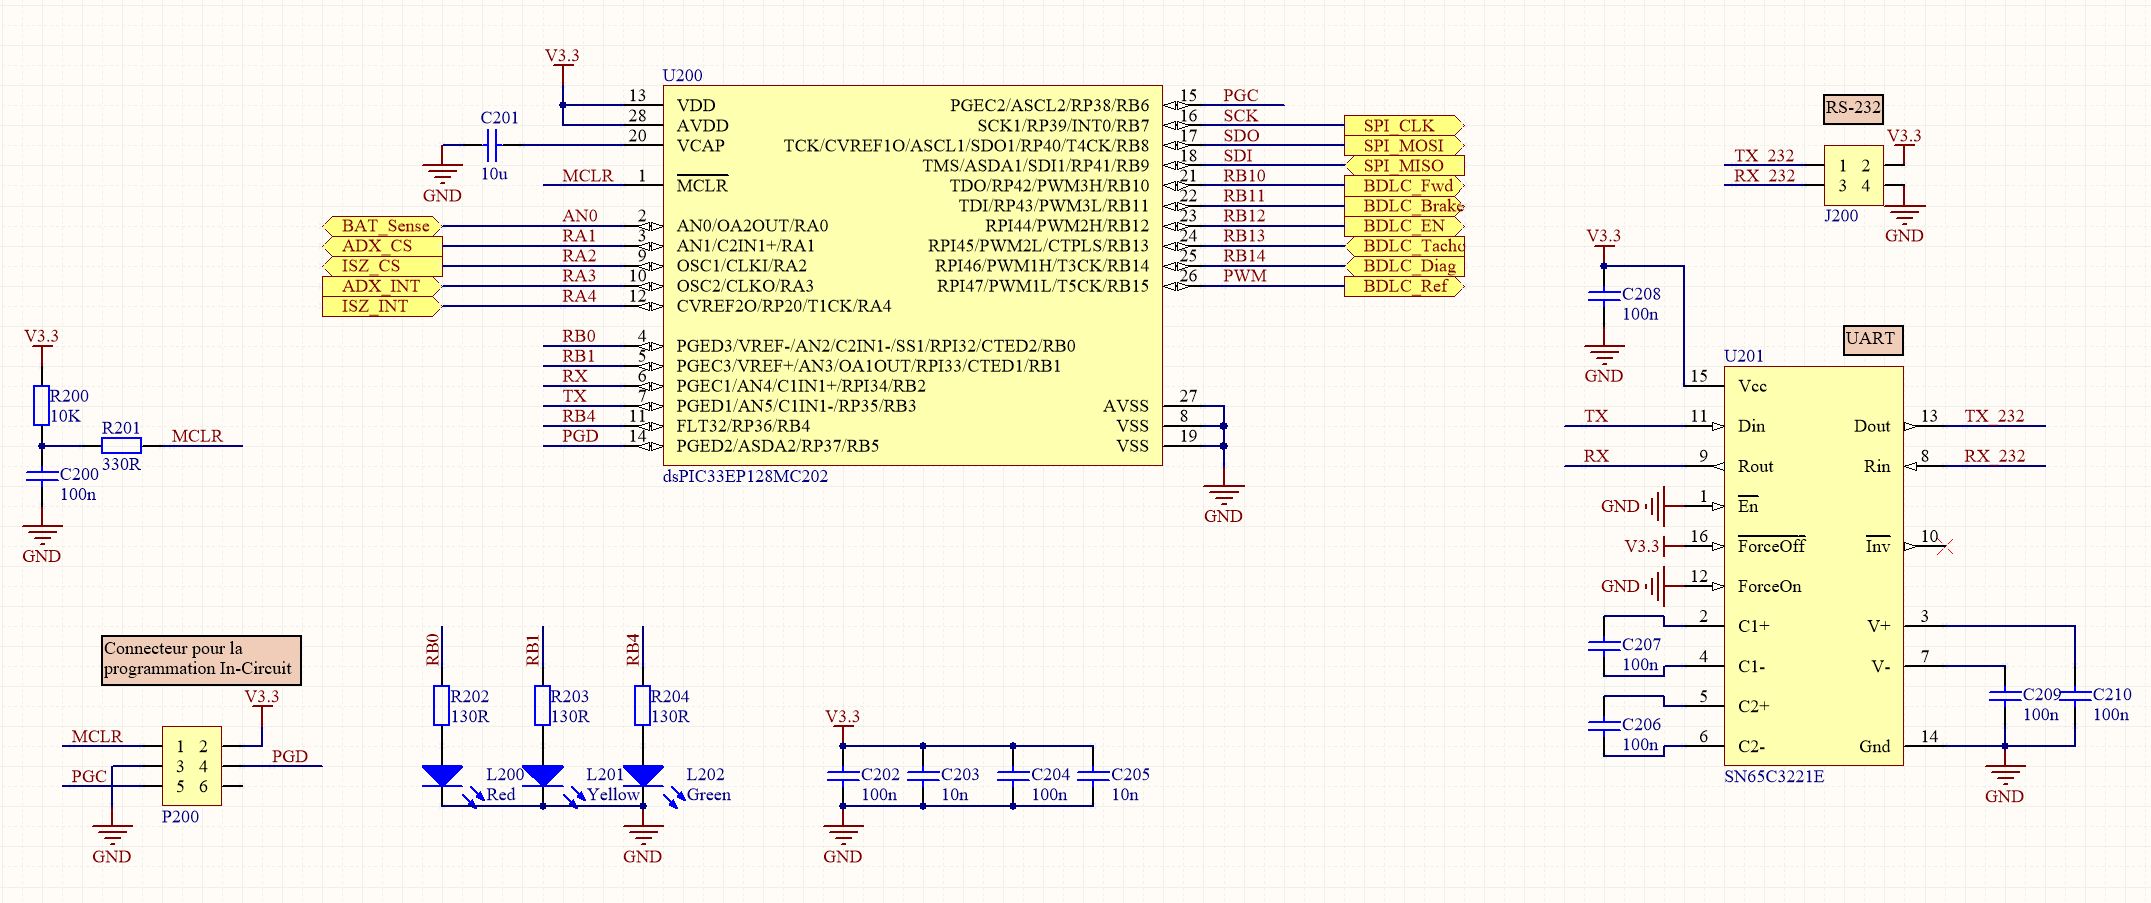 V3.3
U200
13 VDD
28 AVDD
20 VCAP
C201
10u
GND
MCLR 1 MCLR
BAT_Sense AN0 2 AN0/OA2OUT/RA0
ADX_CS RA1 3 AN1/C2IN1+/RA1
ISZ_CS RA2 9 OSC1/CLKI/RA2
ADX_INT RA3 10 OSC2/CLKO/RA3
ISZ_INT RA4 12 CVREF2O/RP20/T1CK/RA4
RB0 4 PGED3/VREF-/AN2/C2IN1-/SS1/RPI32/CTED2/RB0
RB1 5 PGEC3/VREF+/AN3/OA1OUT/RPI33/CTED1/RB1
RX 6 PGEC1/AN4/C1IN1+/RPI34/RB2
TX 7 PGED1/AN5/C1IN1-/RP35/RB3
RB4 11 FLT32/RP36/RB4
PGD 14 PGED2/ASDA2/RP37/RB5
dsPIC33EP128MC202
PGEC2/ASCL2/RP38/RB6 15 PGC
SCK1/RP39/INT0/RB7 16 SCK SPI_CLK
TCK/CVREF1O/ASCL1/SDO1/RP40/T4CK/RB8 17 SDO SPI_MOSI
TMS/ASDA1/SDI1/RP41/RB9 18 SDI SPI_MISO
TDO/RP42/PWM3H/RB10 21 RB10 BDLC_Fwd
TDI/RP43/PWM3L/RB11 22 RB11 BDLC_Brake
RPI44/PWM2H/RB12 23 RB12 BDLC_EN
RPI45/PWM2L/CTPLS/RB13 24 RB13 BDLC_Tacho
RPI46/PWM1H/T3CK/RB14 25 RB14 BDLC_Diag
RPI47/PWM1L/T5CK/RB15 26 PWM BDLC_Ref
AVSS 27
VSS 8
VSS 19
GND
V3.3
R200
10K
R201
330R
MCLR
C200
100n
GND
Connecteur pour la
programmation In-Circuit
V3.3
MCLR 1 2
3 4 PGD
PGC 5 6
P200
GND
RB0 RB1 RB4
R202 R203 R204
130R 130R 130R
L200 L201 L202
Red Yellow Green
GND
V3.3
C202 C203 C204 C205
100n 10n 100n 10n
GND
RS-232
V3.3
TX_232 1 2
RX_232 3 4
J200
GND
V3.3
C208
100n
GND
UART
U201
15 Vcc
TX 11 Din Dout 13 TX_232
RX 9 Rout Rin 8 RX_232
GND 1 En
V3.3 16 ForceOff Inv 10
GND 12 ForceOn
2 C1+ V+ 3
C207
100n
4 C1- V- 7
5 C2+
C206
100n
6 C2- Gnd 14
C209 C210
100n 100n
SN65C3221E
GND